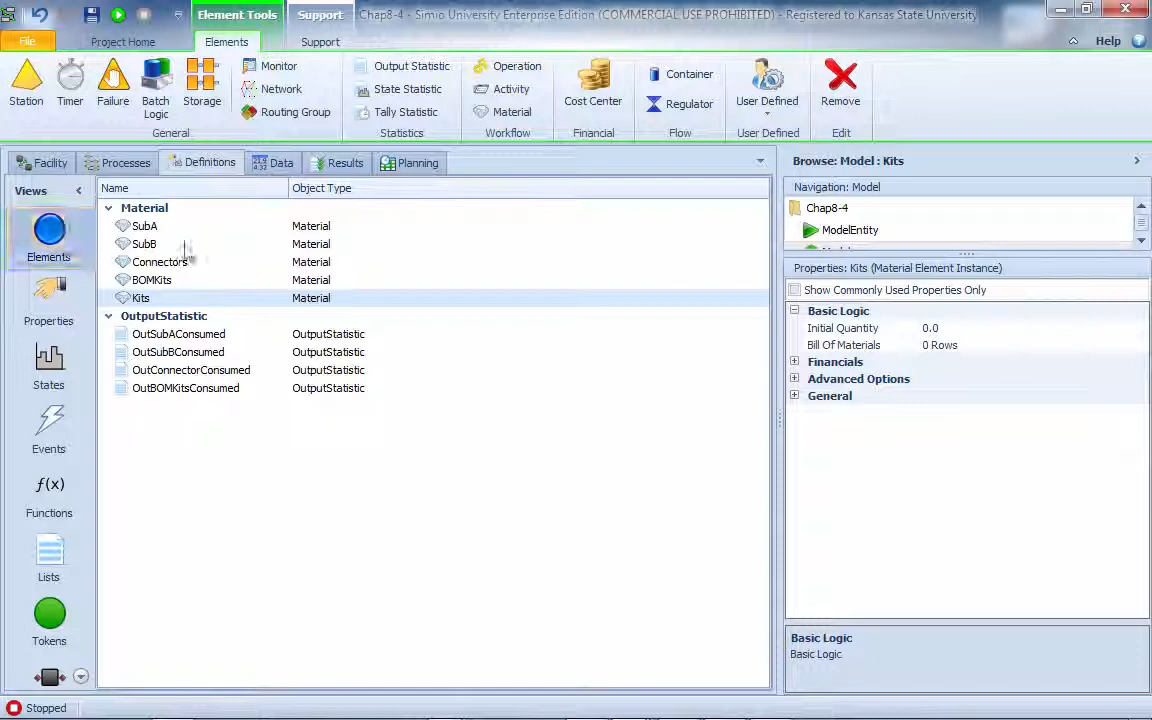 Element Tools
Support
Chap8-4 - Simio University Enterprise Edition (COMMERCIAL USE PROHIBITED) - Registered to Kansas State University
File
Project Home
Elements
Support
Help
Station
Timer
Failure
Batch
Logic
Storage
Monitor
Network
Routing Group
General
Output Statistic
State Statistic
Tally Statistic
Statistics
Operation
Activity
Material
Workflow
Cost Center
Financial
Container
Regulator
Flow
User Defined
User Defined
Remove
Edit
Facility
Processes
Definitions
Data
Results
Planning
Views
Elements
Properties
States
Events
f(x)
Functions
Lists
Tokens
Name Object Type
Material
SubA Material
SubB Material
Connectors Material
BOMKits Material
Kits Material
OutputStatistic
OutSubAConsumed OutputStatistic
OutSubBConsumed OutputStatistic
OutConnectorConsumed OutputStatistic
OutBOMKitsConsumed OutputStatistic
Browse: Model : Kits
Navigation: Model
Chap8-4
ModelEntity
Properties: Kits (Material Element Instance)
Show Commonly Used Properties Only
Basic Logic
Initial Quantity 0.0
Bill Of Materials 0 Rows
Financials
Advanced Options
General
Basic Logic
Basic Logic
Stopped